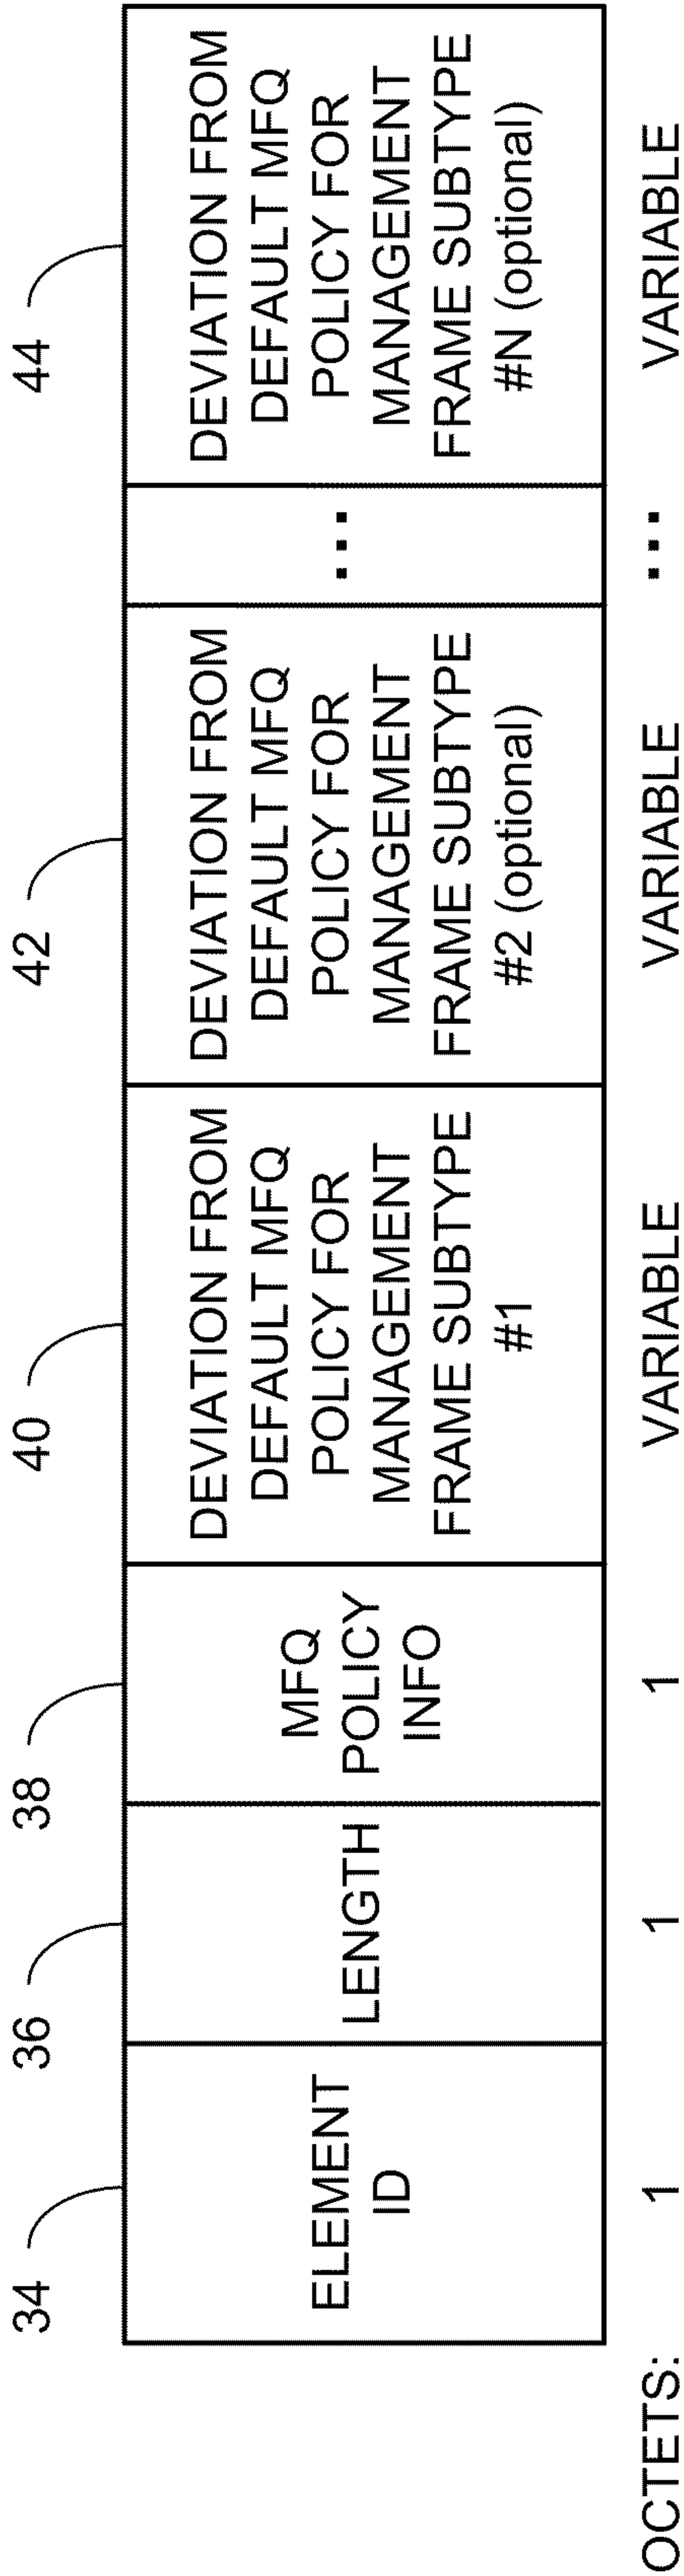 34
36
38
40
42
44
ELEMENT
ID
LENGTH
MFQ
POLICY
INFO
DEVIATION FROM
DEFAULT MFQ
POLICY FOR
MANAGEMENT
FRAME SUBTYPE
#1
DEVIATION FROM
DEFAULT MFQ
POLICY FOR
MANAGEMENT
FRAME SUBTYPE
#2 (optional)
...
DEVIATION FROM
DEFAULT MFQ
POLICY FOR
MANAGEMENT
FRAME SUBTYPE
#N (optional)
OCTETS: 1 1 1 VARIABLE VARIABLE ... VARIABLE